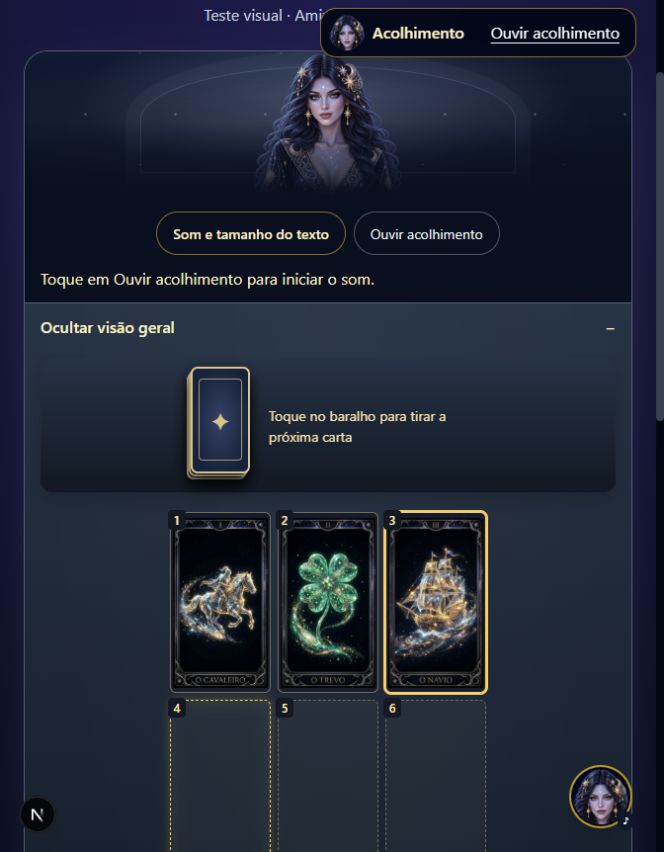 Teste visual · Ami
Acolhimento
Ouvir acolhimento
Som e tamanho do texto
Ouvir acolhimento
Toque em Ouvir acolhimento para iniciar o som.
Ocultar visão geral
–
Toque no baralho para tirar a
próxima carta
1
I
2
II
3
III
O CAVALEIRO
O TREVO
O NAVIO
4
5
6
N